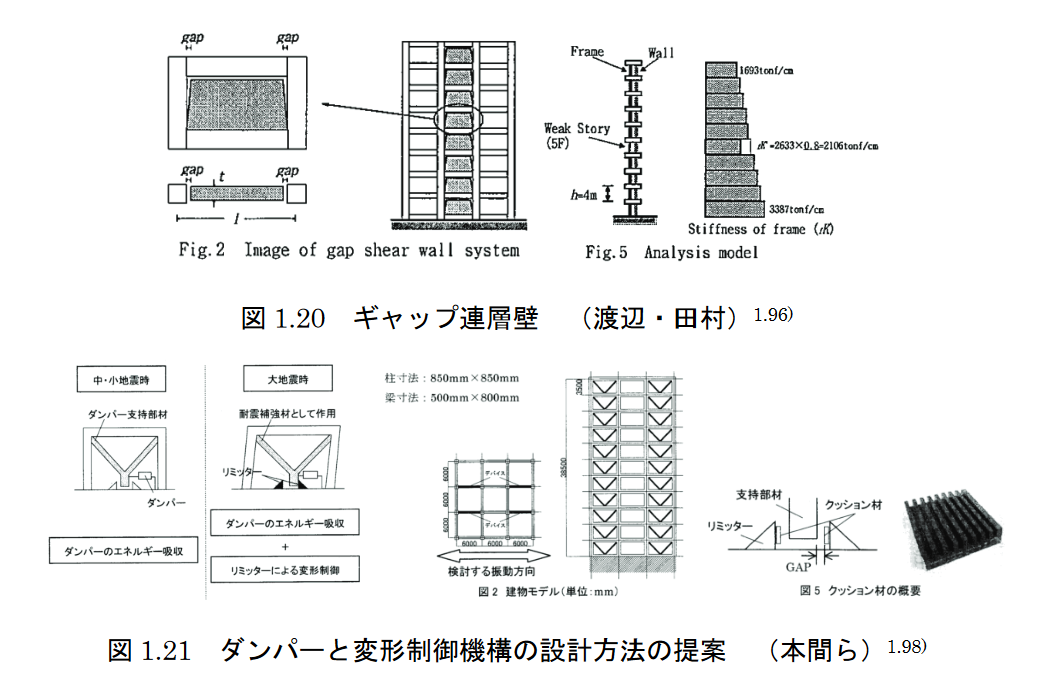 gap gap
gap gap
t
l
Fig.2 Image of gap shear wall system
Frame Wall
Weak Story
(5F)
h=4m
1693tonf/cm
fK'=2633×0.8=2106tonf/cm
3387tonf/cm
Stiffness of frame (fK)
Fig.5 Analysis model
図 1.20 ギャップ連層壁 (渡辺・田村) 1.96)
中・小地震時
ダンパー支持部材
ダンパー
ダンパーのエネルギー吸収
大地震時
耐震補強材として作用
リミッター
ダンパーのエネルギー吸収
+
リミッターによる変形制御
柱寸法：850mm×850mm
梁寸法：500mm×800mm
デバイス
デバイス
6000
6000
6000
6000 6000 6000
検討する振動方向
3500
38500
図 2 建物モデル(単位：mm)
支持部材
クッション材
リミッター
GAP
図 5 クッション材の概要
図 1.21 ダンパーと変形制御機構の設計方法の提案 (本間ら) 1.98)